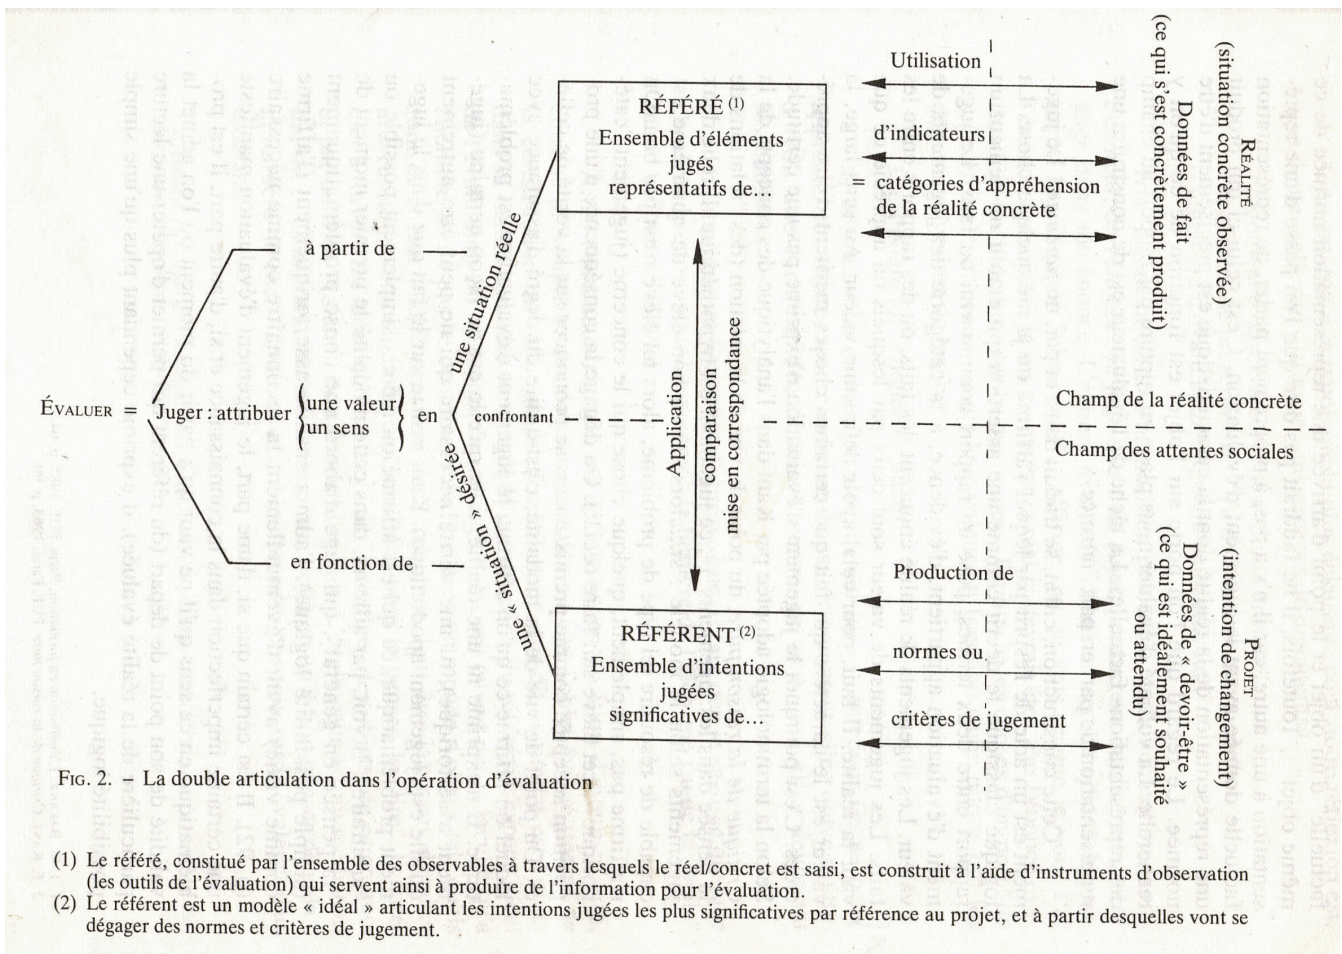 ÉVALUER = Juger : attribuer
une valeur
un sens
en
à partir de
en fonction de
une situation réelle
confrontant
une « situation » désirée
RÉFÉRÉ (1)
Ensemble d'éléments
jugés
représentatifs de...
Application
comparaison
mise en correspondance
RÉFÉRENT (2)
Ensemble d'intentions
jugées
significatives de...
Utilisation
d'indicateurs
= catégories d'appréhension
de la réalité concrète
RÉALITÉ
(situation concrète observée)
Données de fait
(ce qui s'est concrètement produit)
Champ de la réalité concrète
Champ des attentes sociales
Production de
normes ou
critères de jugement
PROJET
(intention de changement)
Données de « devoir-être »
(ce qui est idéalement souhaité
ou attendu)
FIG. 2. – La double articulation dans l'opération d'évaluation
(1) Le référé, constitué par l'ensemble des observables à travers lesquels le réel/concret est saisi, est construit à l'aide d'instruments d'observation
(les outils de l'évaluation) qui servent ainsi à produire de l'information pour l'évaluation.
(2) Le référent est un modèle « idéal » articulant les intentions jugées les plus significatives par référence au projet, et à partir desquelles vont se
dégager des normes et critères de jugement.